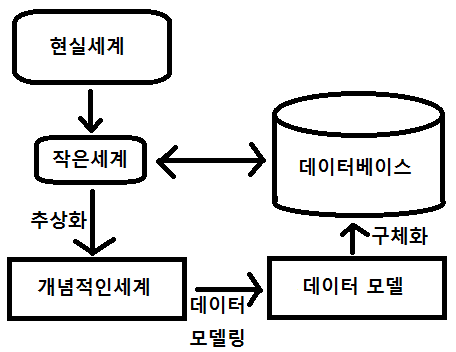 현실세계
작은세계
데이터베이스
추상화
구체화
개념적인세계
데이터 모델
데이터
모델링